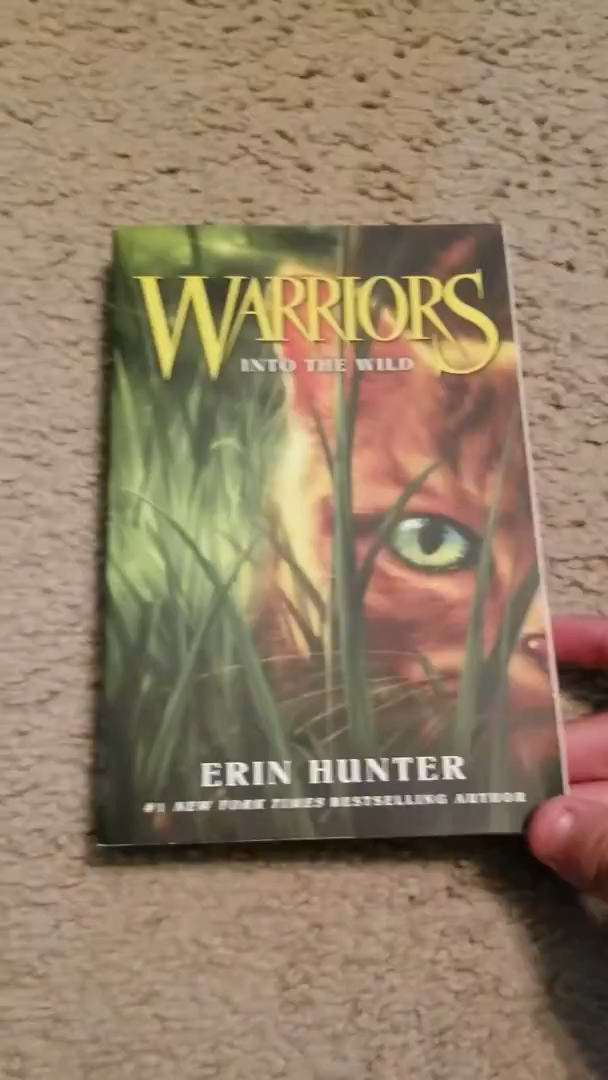 WARRIORS
INTO THE WILD
ERIN HUNTER
#1 NEW YORK TIMES BESTSELLING AUTHOR